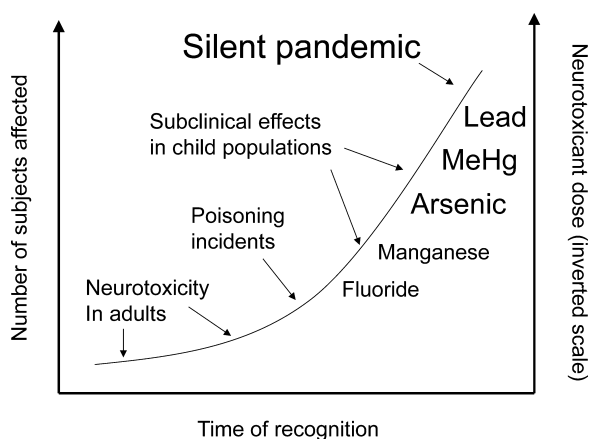 Silent pandemic
Subclinical effects
in child populations
Lead
MeHg
Arsenic
Poisoning
incidents
Manganese
Fluoride
Neurotoxicity
In adults
Number of subjects affected
Neurotoxicant dose (inverted scale)
Time of recognition